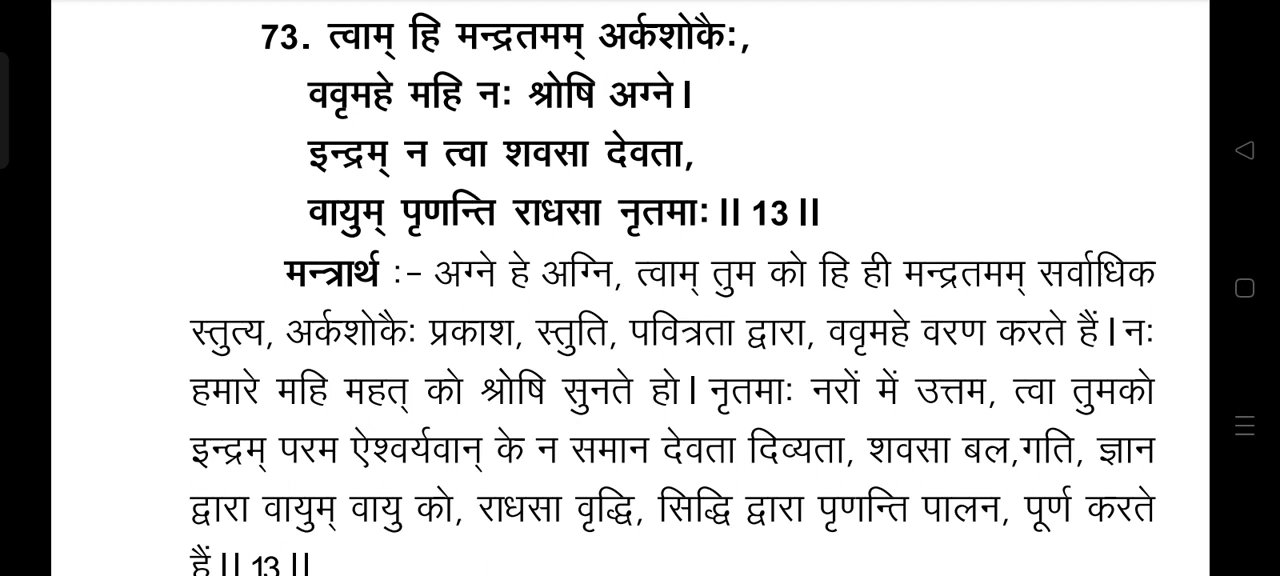 73. त्वाम् हि मन्द्रतमम् अर्कशोकैः,
ववृमहे महि नः श्रोषि अग्ने।
इन्द्रम् न त्वा शवसा देवता,
वायुम् पृणन्ति राधसा नृतमाः॥ 13॥
मन्त्रार्थ :- अग्ने हे अग्नि, त्वाम् तुम को हि ही मन्द्रतमम् सर्वाधिक
स्तुत्य, अर्कशोकैः प्रकाश, स्तुति, पवित्रता द्वारा, ववृमहे वरण करते हैं। नः
हमारे महि महत् को श्रोषि सुनते हो। नृतमाः नरों में उत्तम, त्वा तुमको
इन्द्रम् परम ऐश्वर्यवान् के न समान देवता दिव्यता, शवसा बल,गति, ज्ञान
द्वारा वायुम् वायु को, राधसा वृद्धि, सिद्धि द्वारा पृणन्ति पालन, पूर्ण करते
हैं॥ 13॥